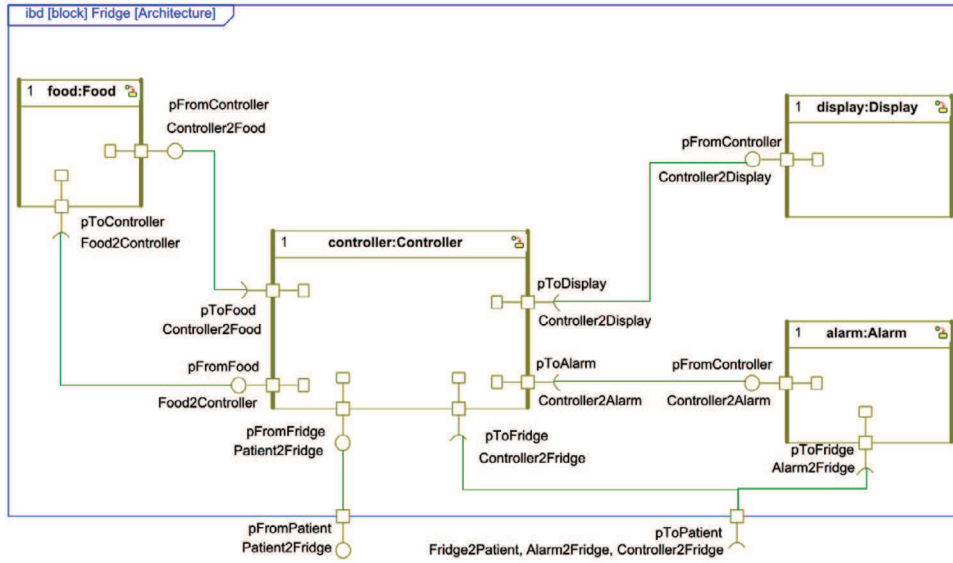 ibd [block] Fridge [Architecture]
1 food:Food
pFromController
Controller2Food
pToController
Food2Controller
1 display:Display
pFromController
Controller2Display
1 controller:Controller
pToFood
Controller2Food
pToDisplay
Controller2Display
pFromFood
Food2Controller
pToAlarm
Controller2Alarm
pFromController
Controller2Alarm
1 alarm:Alarm
pFromFridge
Patient2Fridge
pToFridge
Controller2Fridge
pToFridge
Alarm2Fridge
pFromPatient
Patient2Fridge
pToPatient
Fridge2Patient, Alarm2Fridge, Controller2Fridge